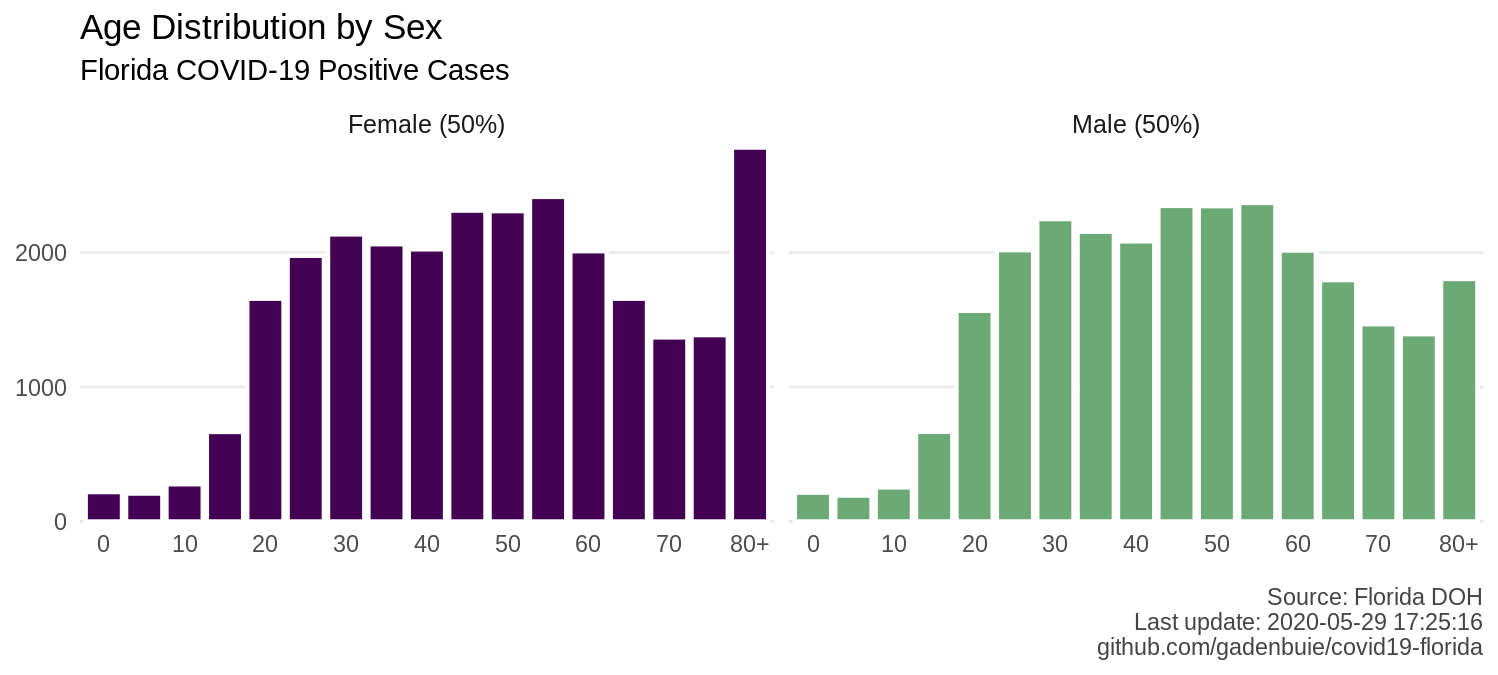 Age Distribution by Sex
Florida COVID-19 Positive Cases
Female (50%)
Male (50%)
2000
1000
0
0 10 20 30 40 50 60 70 80+
0 10 20 30 40 50 60 70 80+
Source: Florida DOH
Last update: 2020-05-29 17:25:16
github.com/gadenbuie/covid19-florida